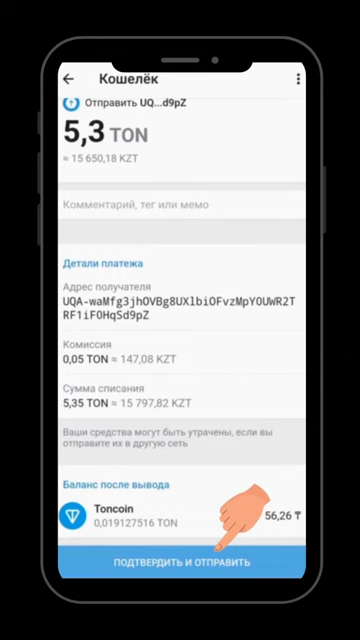 Кошелёк
Отправить UQ...d9pZ
5,3 TON
≈ 15 650,18 KZT
Комментарий, тег или мемо
Детали платежа
Адрес получателя
UQA-waMfg3jhOVBg8UXlbiOFvzMpY0UWR2T
RF1iF0HqSd9pZ
Комиссия
0,05 TON ≈ 147,08 KZT
Сумма списания
5,35 TON ≈ 15 797,82 KZT
Ваши средства могут быть утрачены, если вы
отправите их в другую сеть
Баланс после вывода
Toncoin
56,26 ₸
0,019127516 TON
ПОДТВЕРДИТЬ И ОТПРАВИТЬ